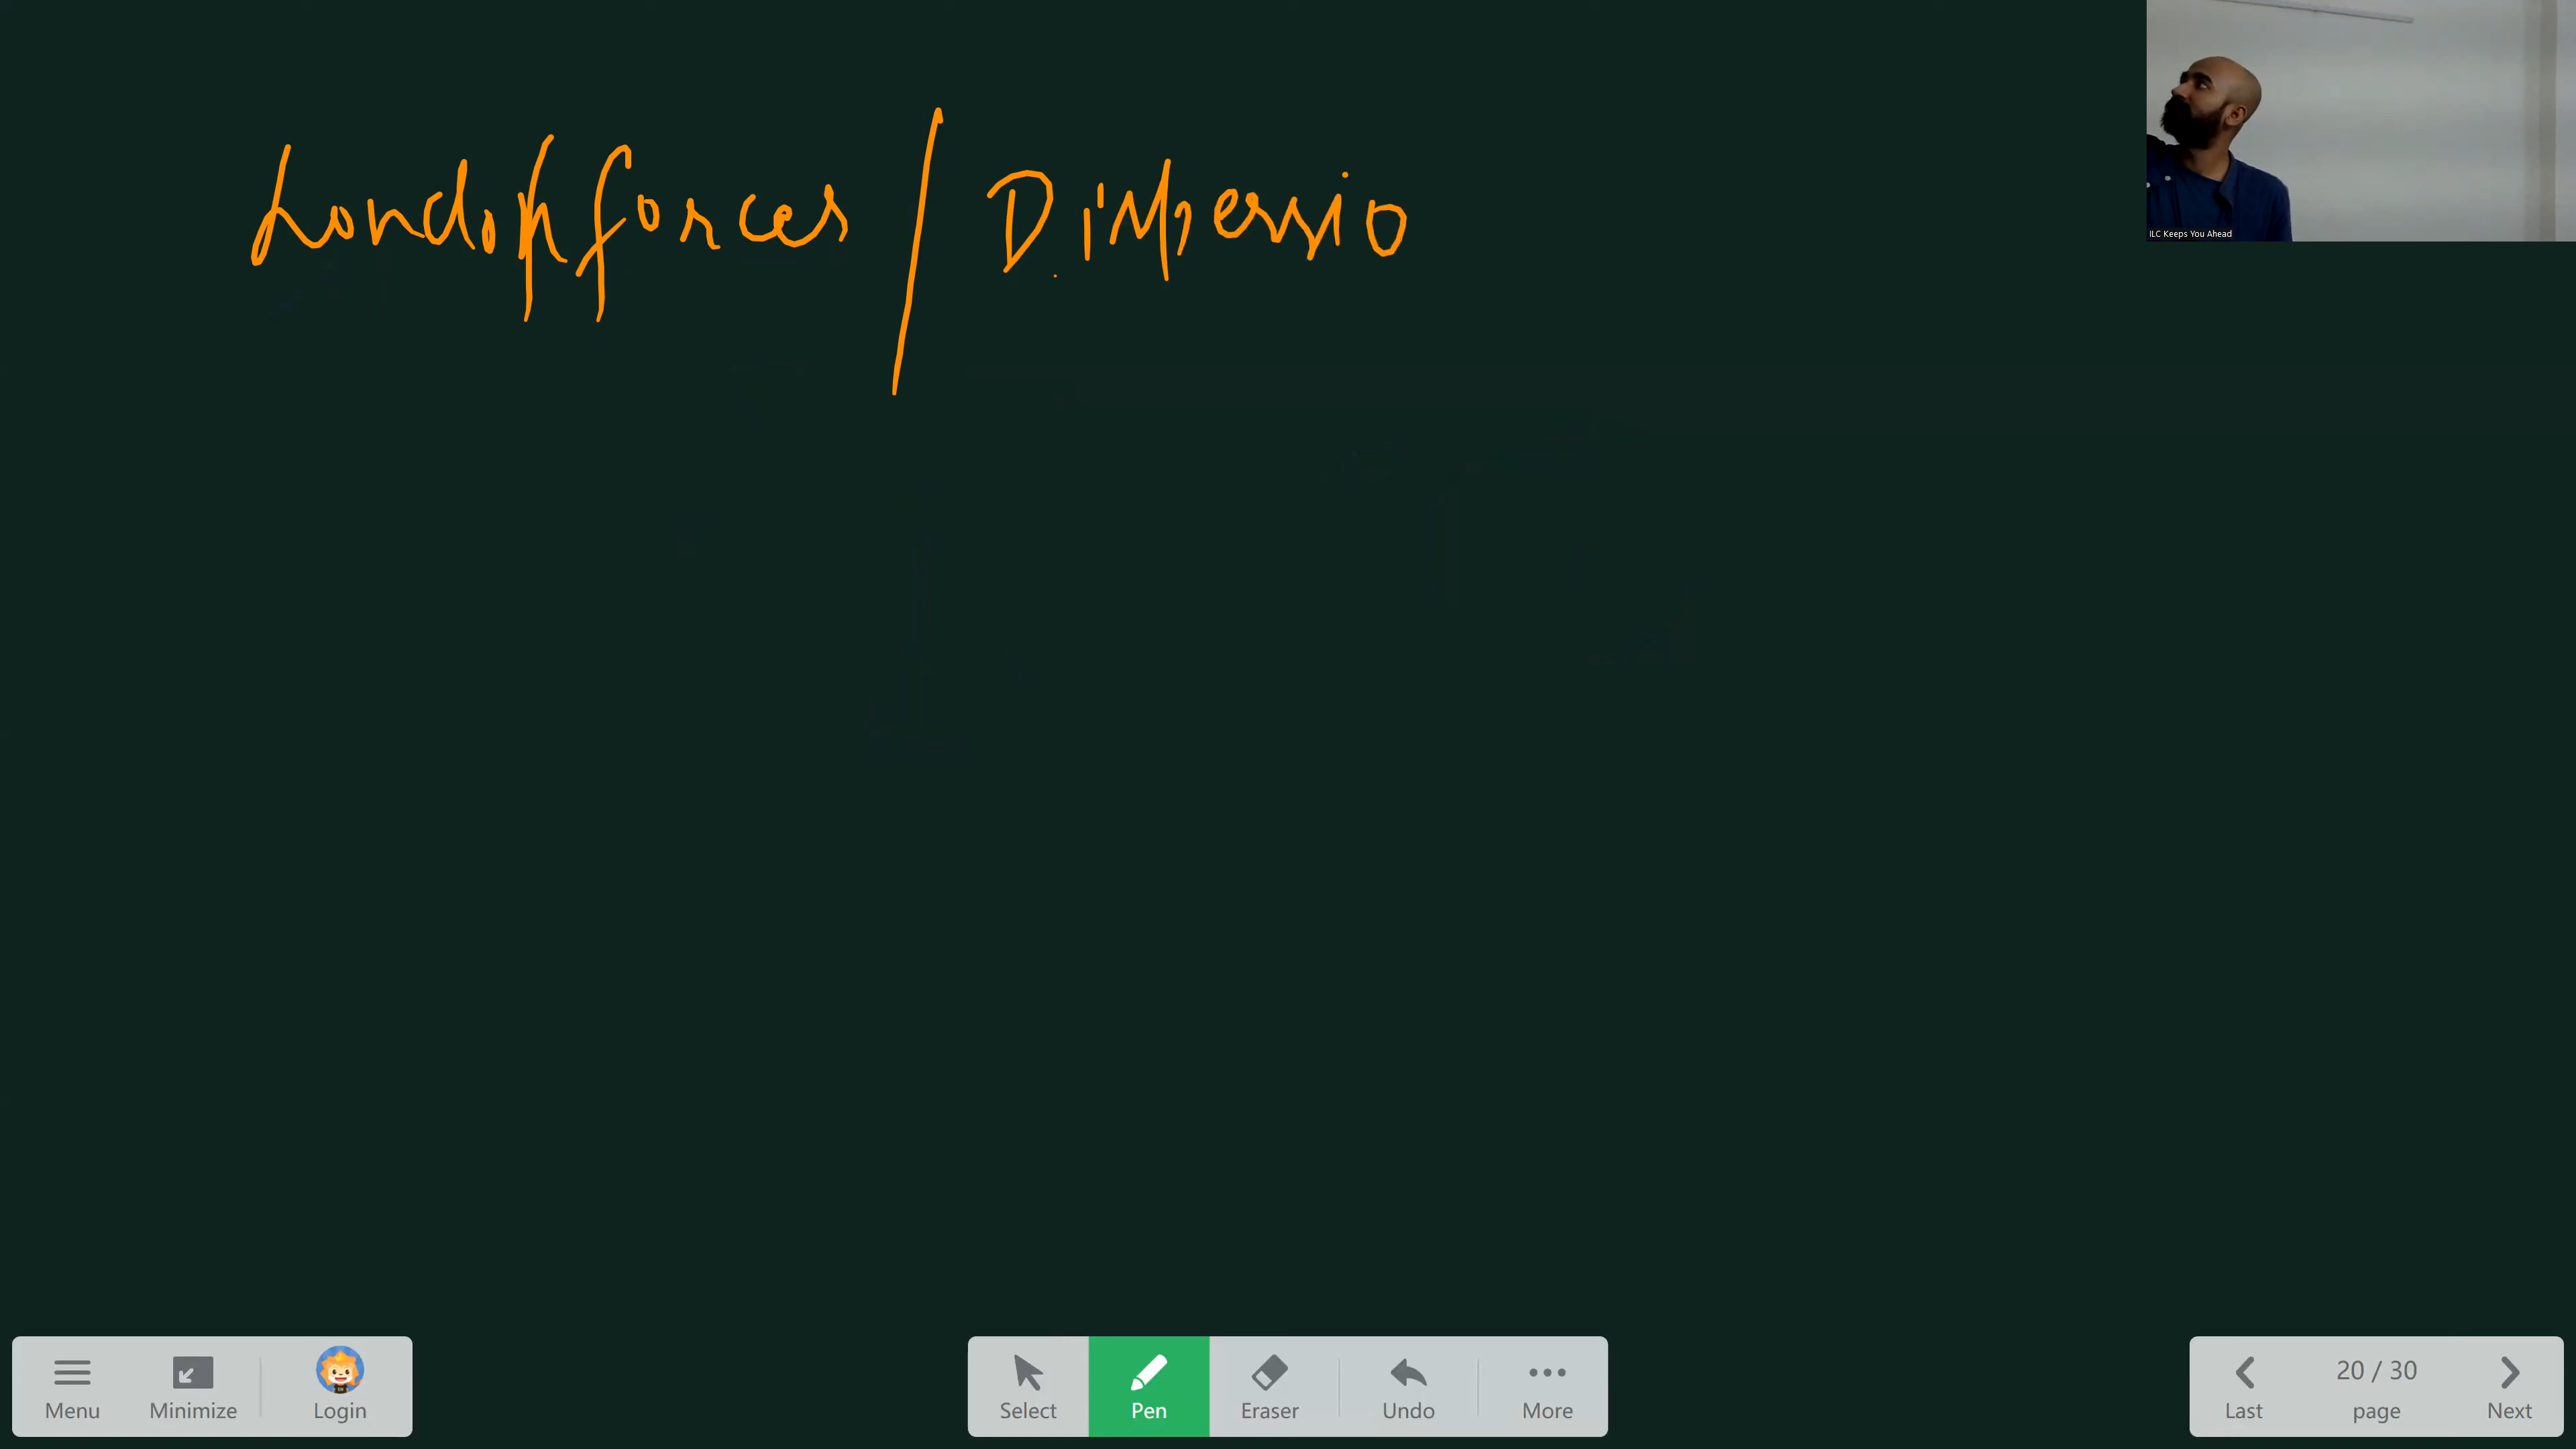 London forces / Dispersio
ILC Keeps You Ahead
Menu Minimize Login Select Pen Eraser Undo More Last 20 / 30 page Next